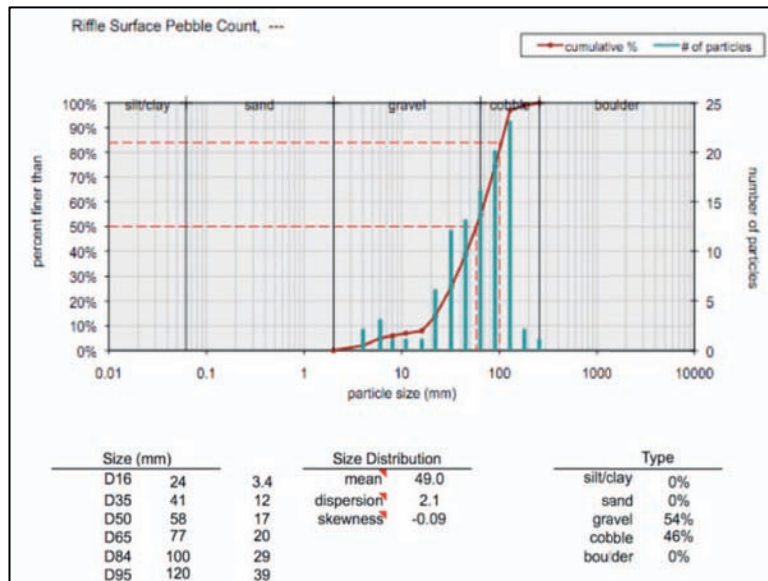 Riffle Surface Pebble Count, ---
cumulative % # of particles
silt/clay sand gravel cobble boulder
100% 25
90%
80% 20
70%
60% 15
50%
40% 10
30%
20% 5
10%
0% 0
percent finer than
number of particles
0.01 0.1 1 10 100 1000 10000
particle size (mm)
Size (mm) Size Distribution Type
D16 24 3.4 mean 49.0 silt/clay 0%
D35 41 12 dispersion 2.1 sand 0%
D50 58 17 skewness -0.09 gravel 54%
D65 77 20 cobble 46%
D84 100 29 boulder 0%
D95 120 39